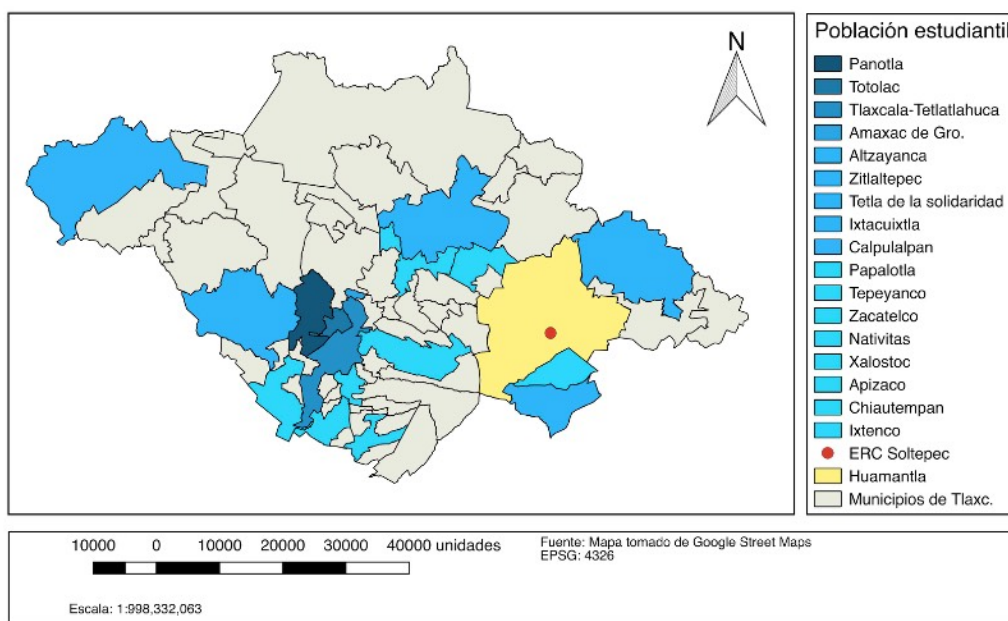 N
Población estudiantil
Panotla
Totolac
Tlaxcala-Tetlatlahuca
Amaxac de Gro.
Altzayanca
Zitlaltepec
Tetla de la solidaridad
Ixtacuixtla
Calpulalpan
Papalotla
Tepeyanco
Zacatelco
Nativitas
Xalostoc
Apizaco
Chiautempan
Ixtenco
ERC Soltepec
Huamantla
Municipios de Tlaxc.
10000 0 10000 20000 30000 40000 unidades
Escala: 1:998,332,063
Fuente: Mapa tomado de Google Street Maps
EPSG: 4326